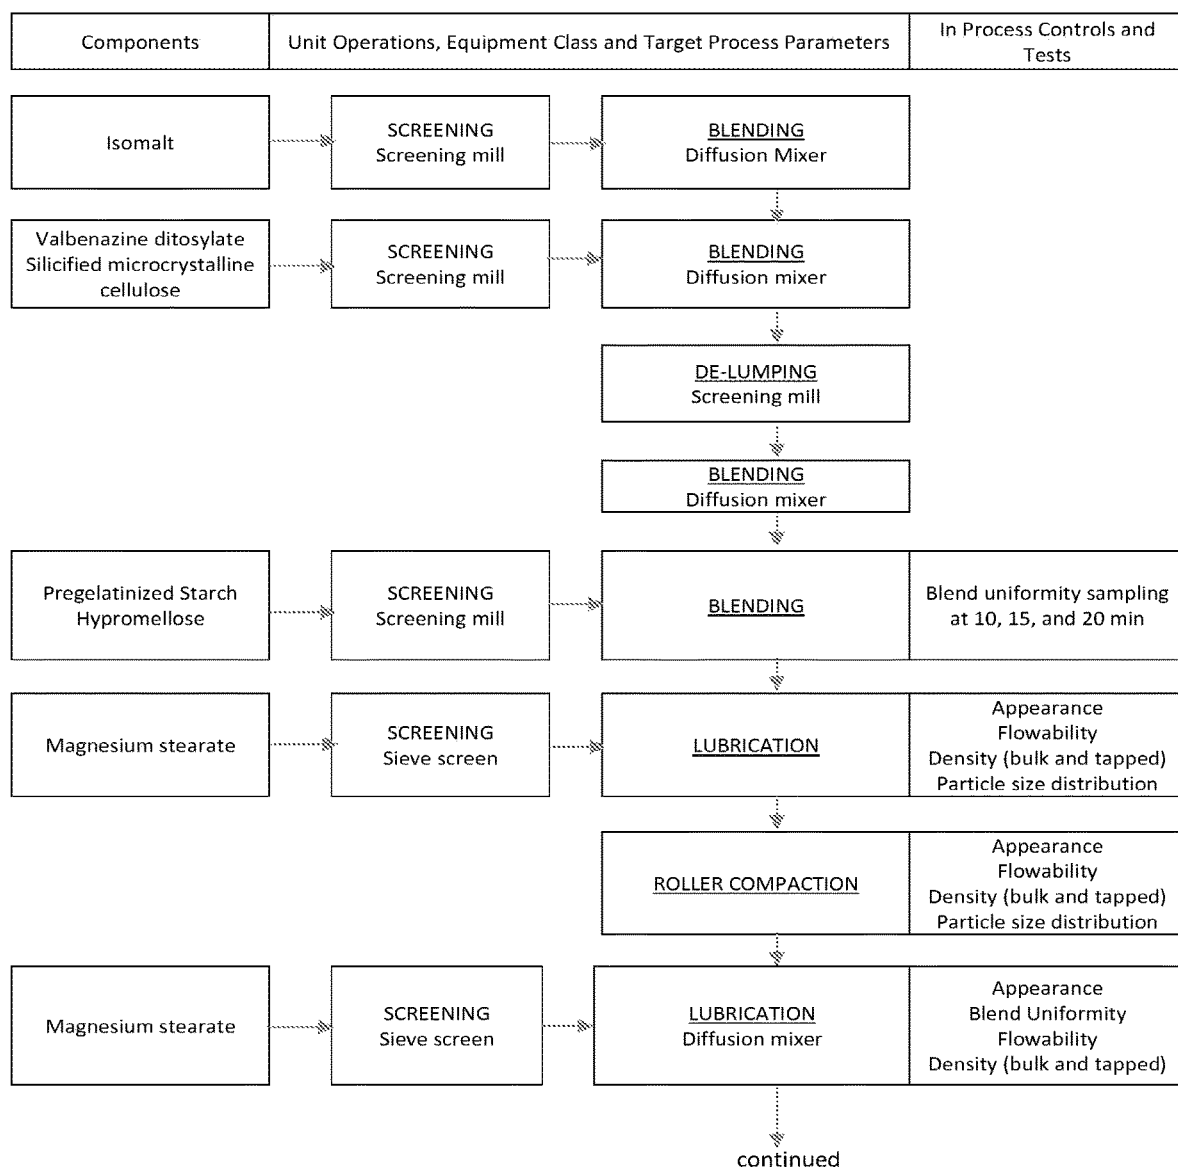 Components
Unit Operations, Equipment Class and Target Process Parameters
In Process Controls and
Tests
Isomalt
SCREENING
Screening mill
BLENDING
Diffusion Mixer
Valbenazine ditosylate
Silicified microcrystalline
cellulose
SCREENING
Screening mill
BLENDING
Diffusion mixer
DE-LUMPING
Screening mill
BLENDING
Diffusion mixer
Pregelatinized Starch
Hypromellose
SCREENING
Screening mill
BLENDING
Blend uniformity sampling
at 10, 15, and 20 min
Magnesium stearate
SCREENING
Sieve screen
LUBRICATION
Appearance
Flowability
Density (bulk and tapped)
Particle size distribution
ROLLER COMPACTION
Appearance
Flowability
Density (bulk and tapped)
Particle size distribution
Magnesium stearate
SCREENING
Sieve screen
LUBRICATION
Diffusion mixer
Appearance
Blend Uniformity
Flowability
Density (bulk and tapped)
continued